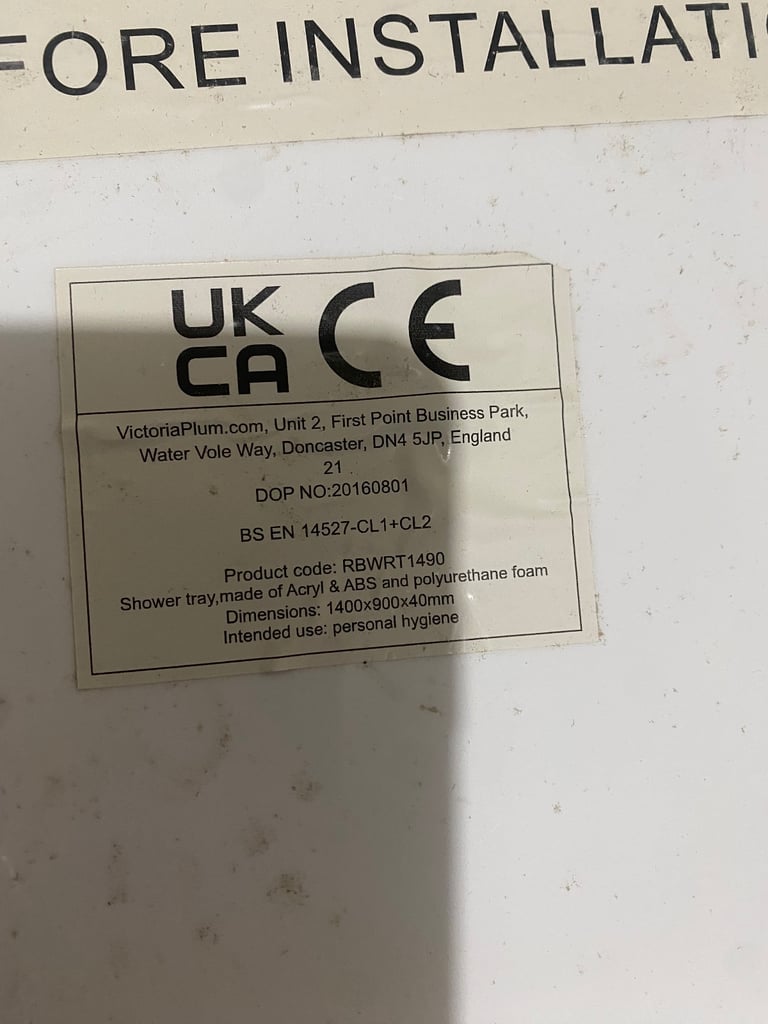 FORE INSTALLATI
UK
CA CE
VictoriaPlum.com, Unit 2, First Point Business Park,
Water Vole Way, Doncaster, DN4 5JP, England
21
DOP NO:20160801
BS EN 14527-CL1+CL2
Product code: RBWRT1490
Shower tray,made of Acryl & ABS and polyurethane foam
Dimensions: 1400x900x40mm
Intended use: personal hygiene